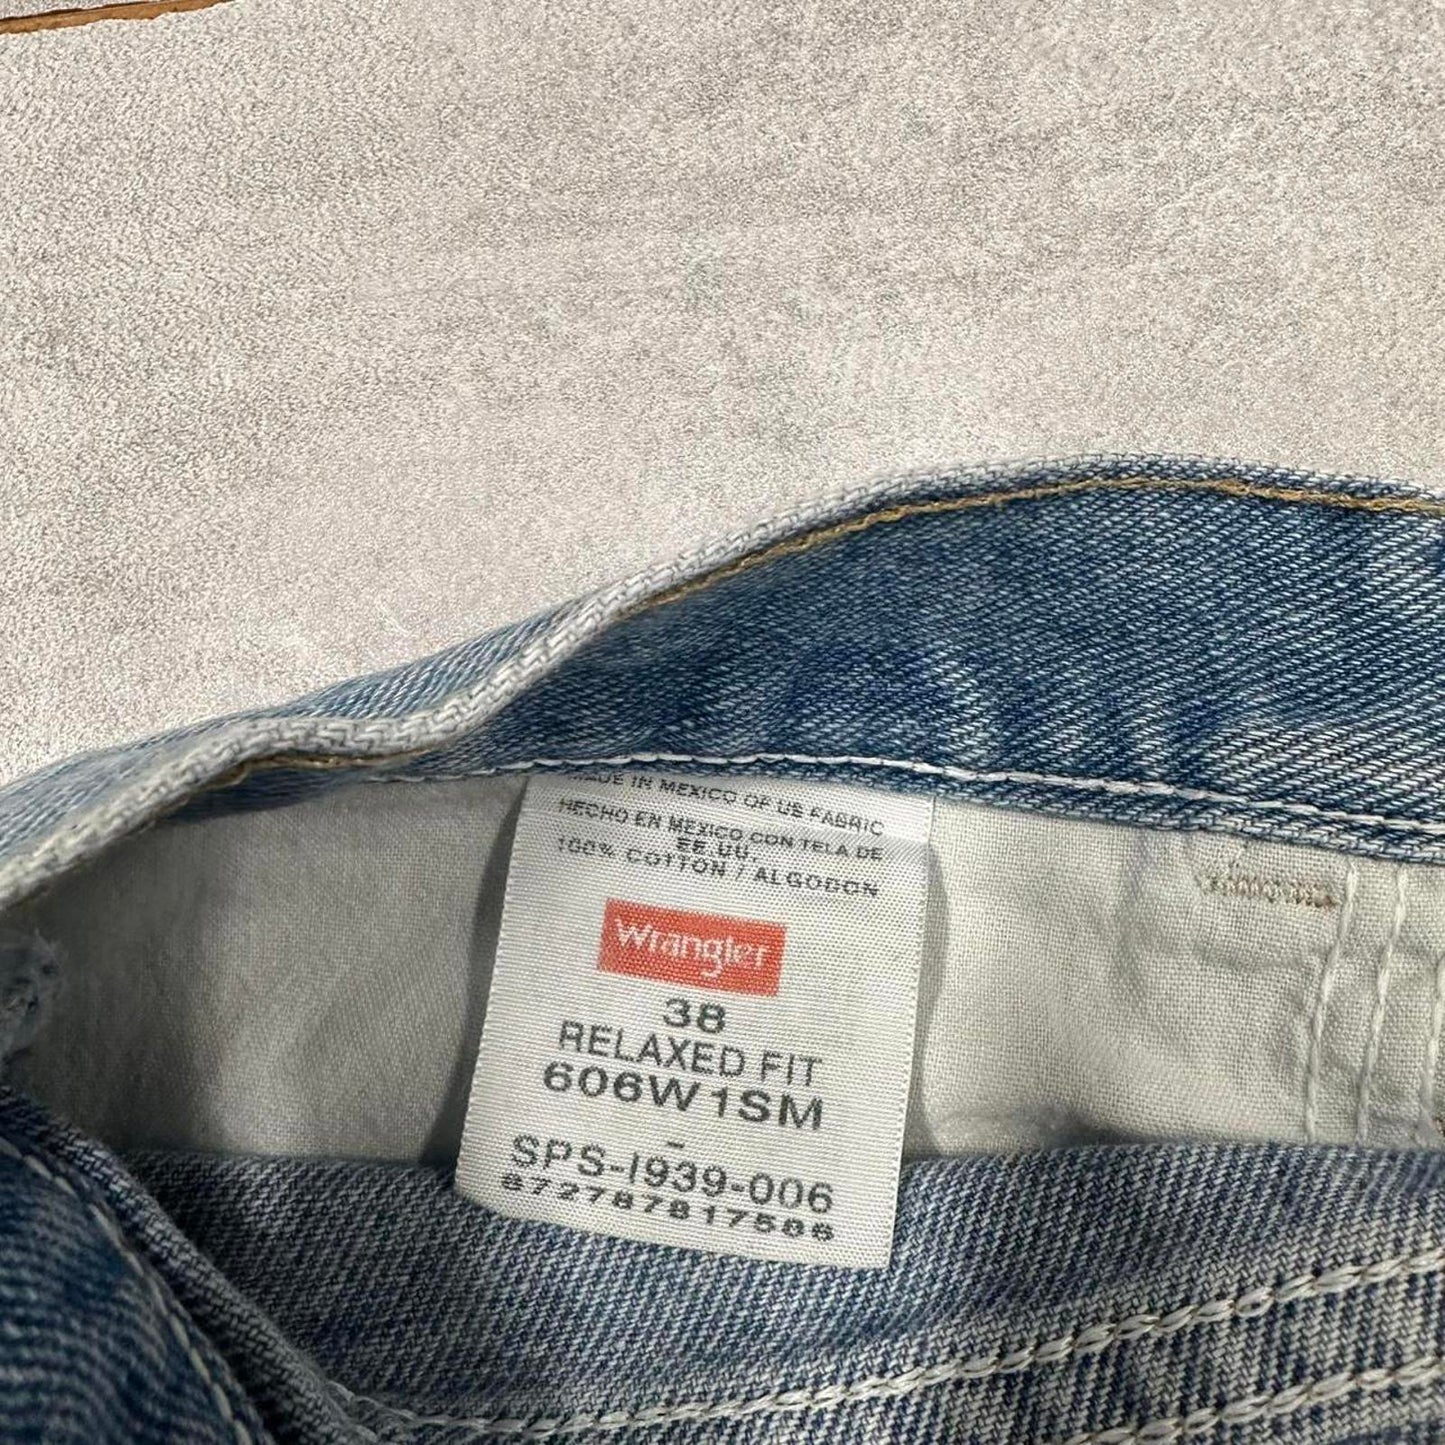 MADE IN MEXICO OF US FABRIC
HECHO EN MEXICO CON TELA DE
EE.UU.
100% COTTON / ALGODON
Wrangler
38
RELAXED FIT
606W1SM
-
SPS-1939-006
872787817506